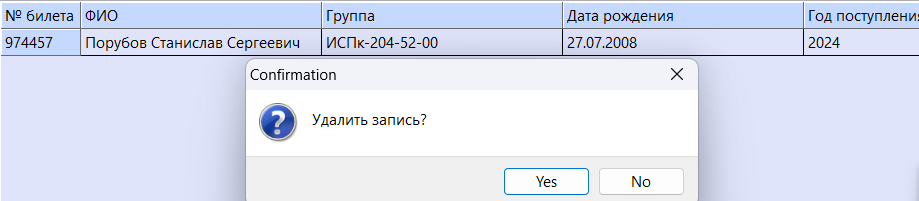 № билета ФИО Группа Дата рождения Год поступления
974457 Порубов Станислав Сергеевич ИСПк-204-52-00 27.07.2008 2024
Confirmation
Удалить запись?
Yes No